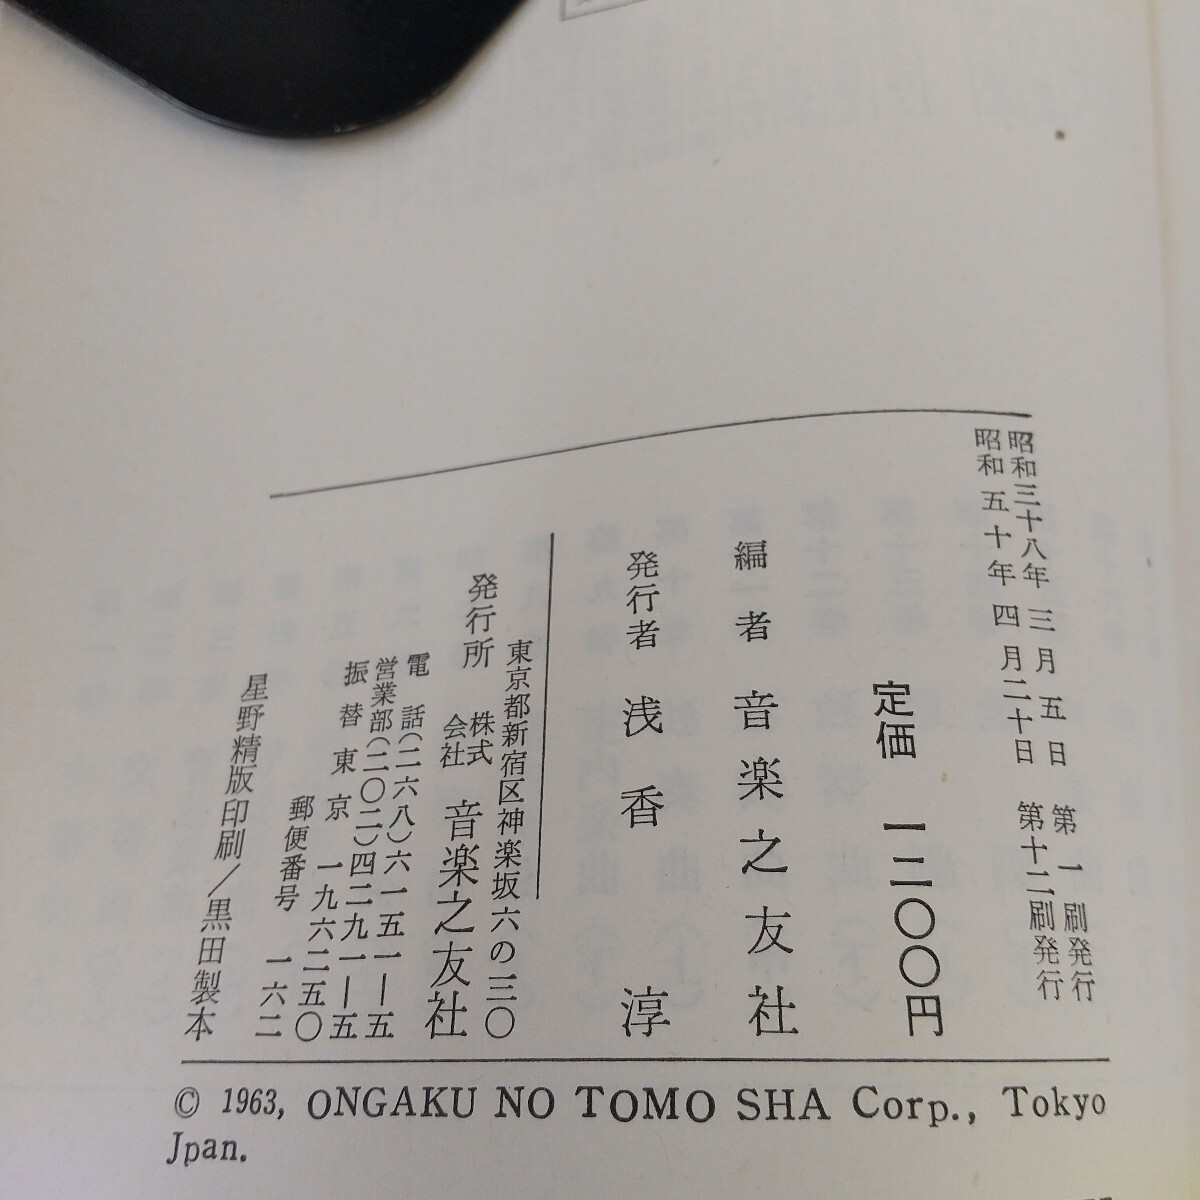 昭和三十八年 三月 五日 第一刷発行
昭和 五十年 四月二十日 第十二刷発行
定価 一二〇〇円
編者 音楽之友社
発行者 浅香 淳
東京都新宿区神楽坂六の三〇
発行所 株式会社 音楽之友社
電話(二六八)六一五一―五
営業部(二〇二)四二九一―五
振替 東京 一九六二五〇
郵便番号 一六二
星野精版印刷/黒田製本
© 1963, ONGAKU NO TOMO SHA Corp., Tokyo
Jpan.